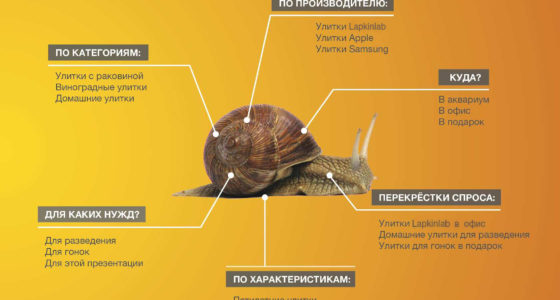 ПО ПРОИЗВОДИТЕЛЮ:
Улитки Lapkinlab
Улитки Apple
Улитки Samsung
ПО КАТЕГОРИЯМ:
Улитки с раковиной
Виноградные улитки
Домашние улитки
КУДА?
В аквариум
В офис
В подарок
ПЕРЕКРЁСТКИ СПРОСА:
Улитки Lapkinlab в офис
Домашние улитки для разведения
Улитки для гонок в подарок
ДЛЯ КАКИХ НУЖД?
Для разведения
Для гонок
Для этой презентации
ПО ХАРАКТЕРИСТИКАМ: